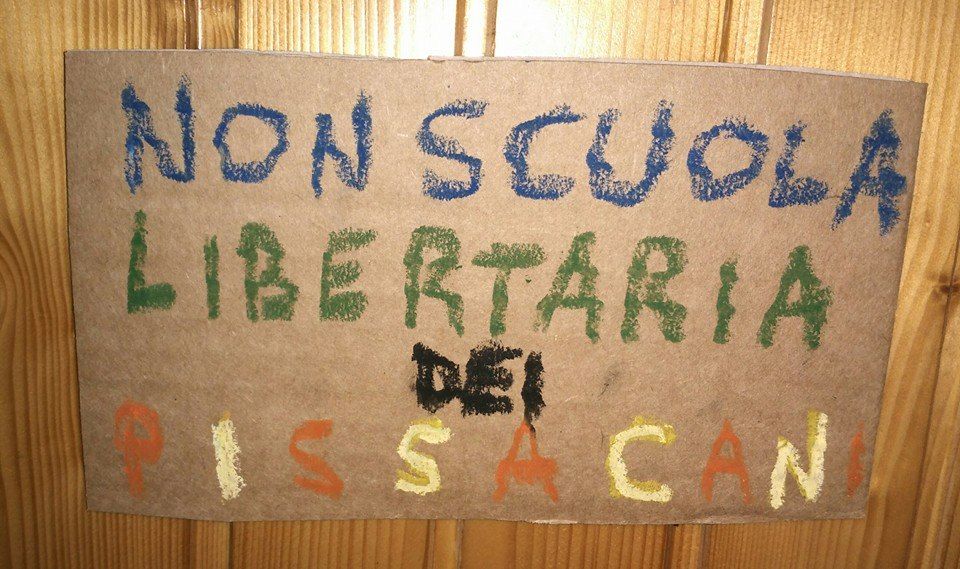 NON SCUOLA
LIBERTARIA
DEI
PISSACANI